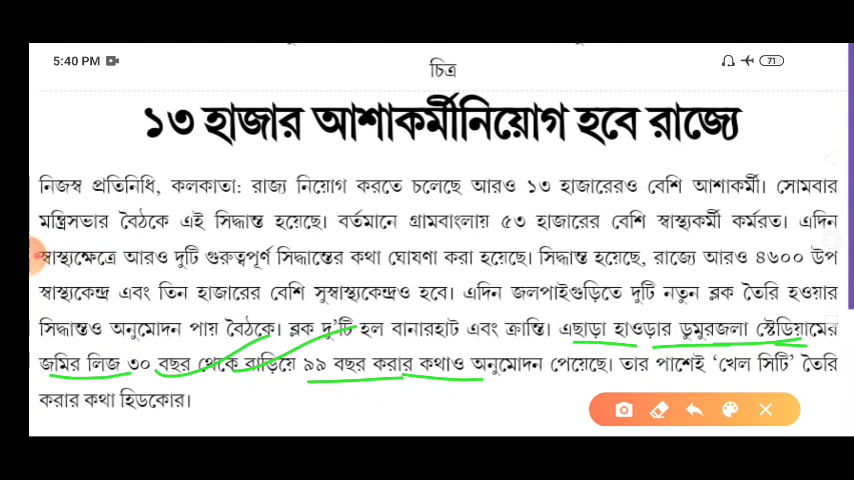 5:40 PM
71
চিত্র
১৩ হাজার আশাকর্মীনিয়োগ হবে রাজ্যে
নিজস্ব প্রতিনিধি, কলকাতা: রাজ্য নিয়োগ করতে চলেছে আরও ১৩ হাজারেরও বেশি আশাকর্মী। সোমবার
মন্ত্রিসভার বৈঠকে এই সিদ্ধান্ত হয়েছে। বর্তমানে গ্রামবাংলায় ৫৩ হাজারের বেশি স্বাস্থ্যকর্মী কর্মরত। এদিন
স্বাস্থ্যক্ষেত্রে আরও দুটি গুরুত্বপূর্ণ সিদ্ধান্তের কথা ঘোষণা করা হয়েছে। সিদ্ধান্ত হয়েছে, রাজ্যে আরও ৪৬০০ উপ
স্বাস্থ্যকেন্দ্র এবং তিন হাজারের বেশি সুস্বাস্থ্যকেন্দ্রও হবে। এদিন জলপাইগুড়িতে দুটি নতুন ব্লক তৈরি হওয়ার
সিদ্ধান্তও অনুমোদন পায় বৈঠকে। ব্লক দু'টি হল বানারহাট এবং ক্রান্তি। এছাড়া হাওড়ার ডুমুরজলা স্টেডিয়ামের
জমির লিজ ৩০ বছর থেকে বাড়িয়ে ৯৯ বছর করার কথাও অনুমোদন পেয়েছে। তার পাশেই 'খেল সিটি' তৈরি
করার কথা হিডকোর।